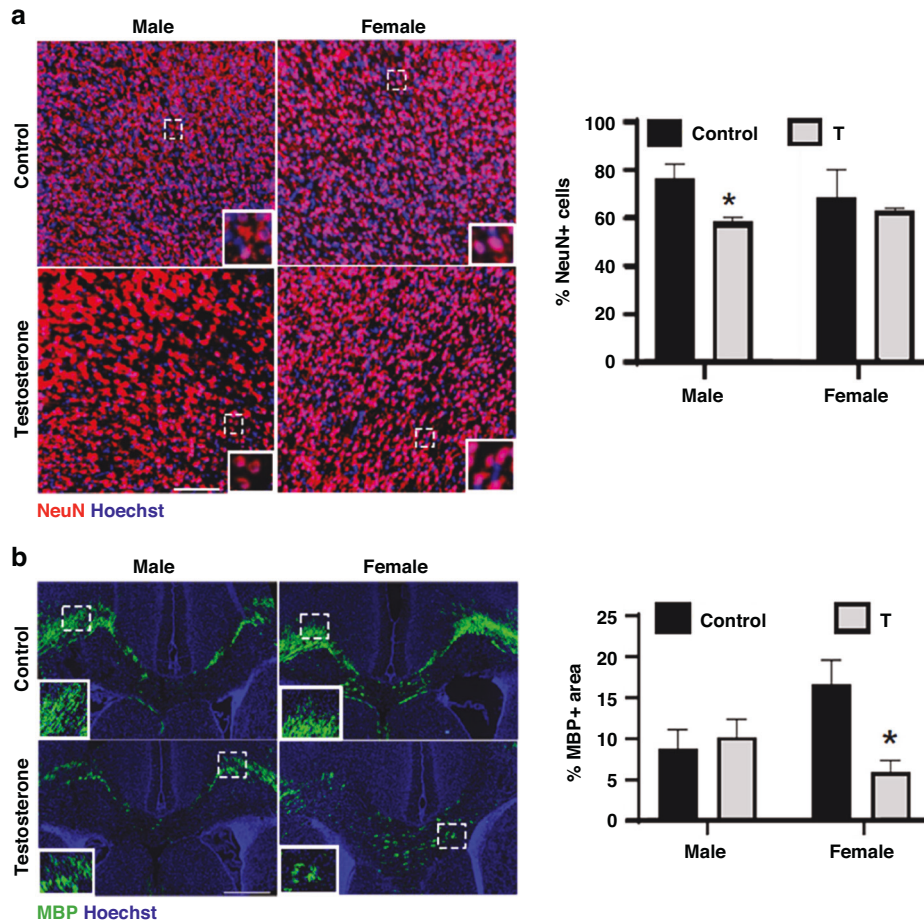 a
Male Female
Control
Testosterone
NeuN Hoechst
Control T
% NeuN+ cells
100
80
60
40
20
0
*
Male Female
b
Male Female
Control
Testosterone
MBP Hoechst
Control T
% MBP+ area
25
20
15
10
5
0
*
Male Female